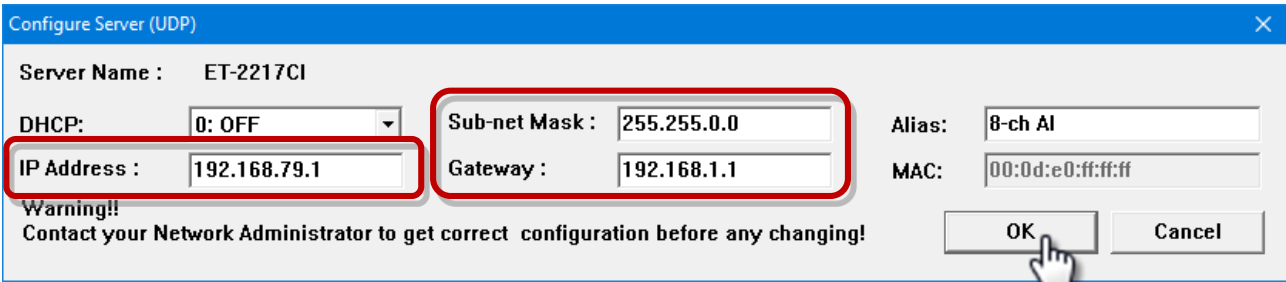 Configure Server (UDP)
Server Name : ET-2217CI
DHCP: 0: OFF Sub-net Mask : 255.255.0.0 Alias: 8-ch AI
IP Address : 192.168.79.1 Gateway : 192.168.1.1 MAC: 00:0d:e0:ff:ff:ff
Warning!!
Contact your Network Administrator to get correct configuration before any changing!
OK Cancel